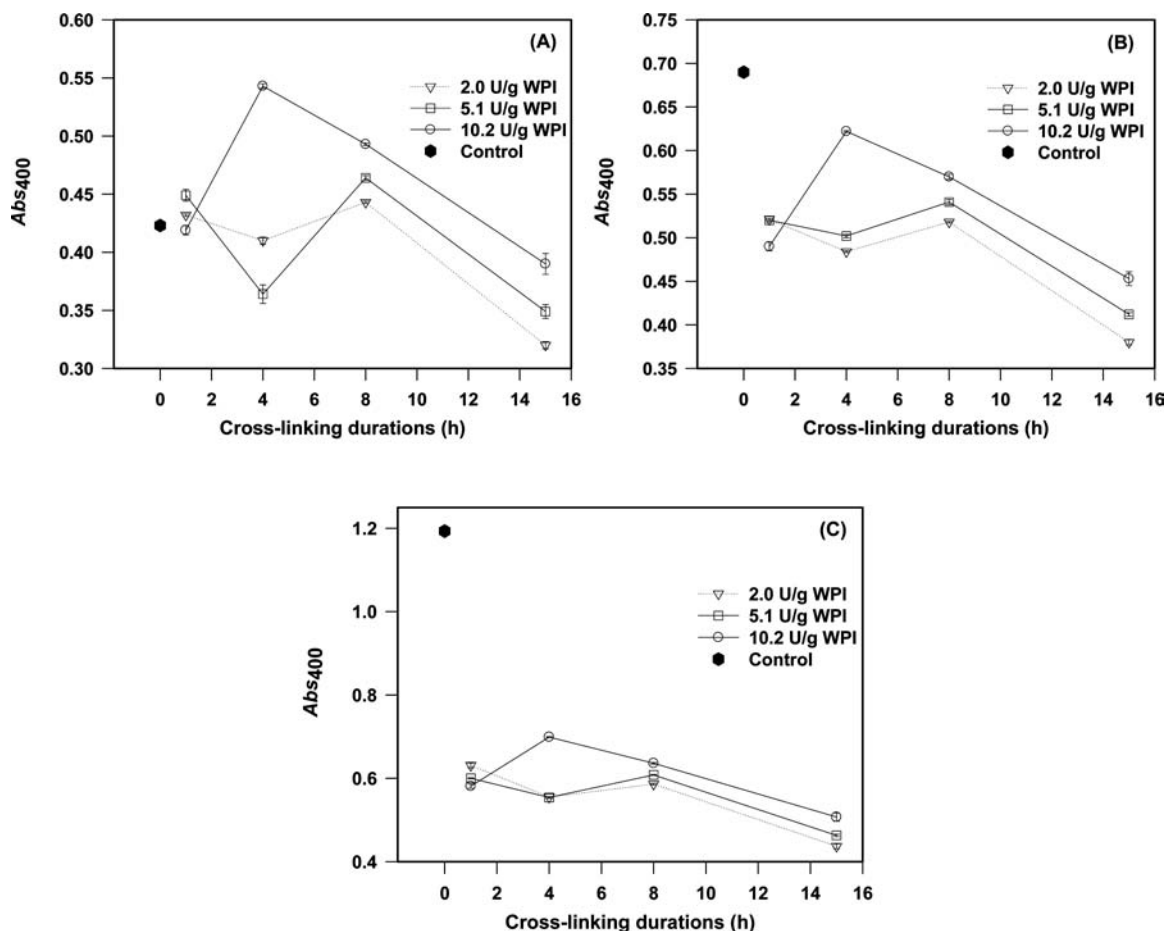 (A)
2.0 U/g WPI
5.1 U/g WPI
10.2 U/g WPI
Control
Abs400
0.60
0.55
0.50
0.45
0.40
0.35
0.30
0 2 4 6 8 10 12 14 16
Cross-linking durations (h)
(B)
2.0 U/g WPI
5.1 U/g WPI
10.2 U/g WPI
Control
Abs400
0.75
0.70
0.65
0.60
0.55
0.50
0.45
0.40
0.35
0 2 4 6 8 10 12 14 16
Cross-linking durations (h)
(C)
2.0 U/g WPI
5.1 U/g WPI
10.2 U/g WPI
Control
Abs400
1.2
1.0
0.8
0.6
0.4
0 2 4 6 8 10 12 14 16
Cross-linking durations (h)